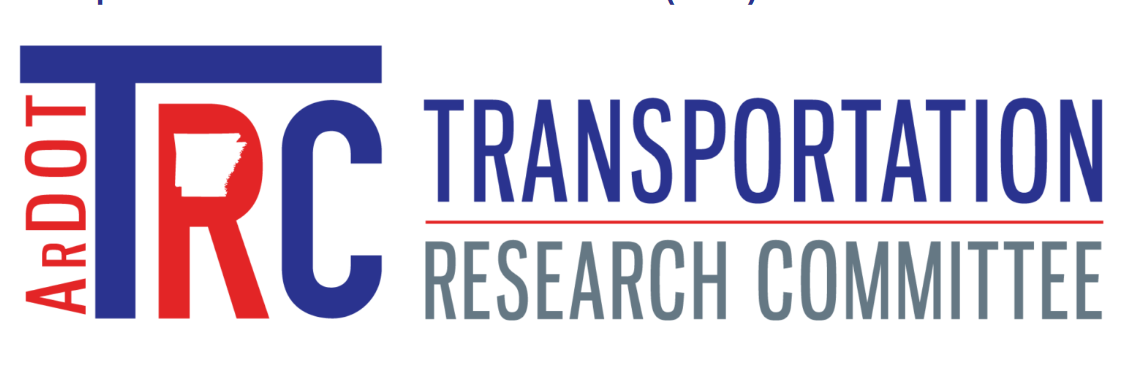 ARDOT
TRC
TRANSPORTATION
RESEARCH COMMITTEE